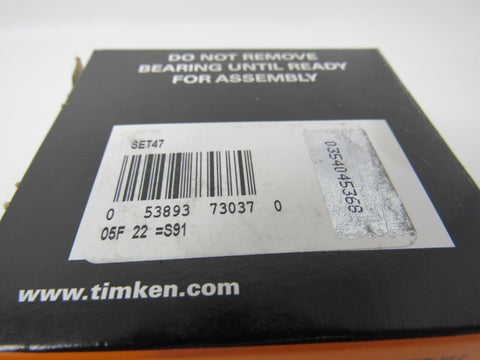 DO NOT REMOVE
BEARING UNTIL READY
FOR ASSEMBLY
SET47
0 53893 73037 0
05F 22 =S91
0354045368
www.timken.com